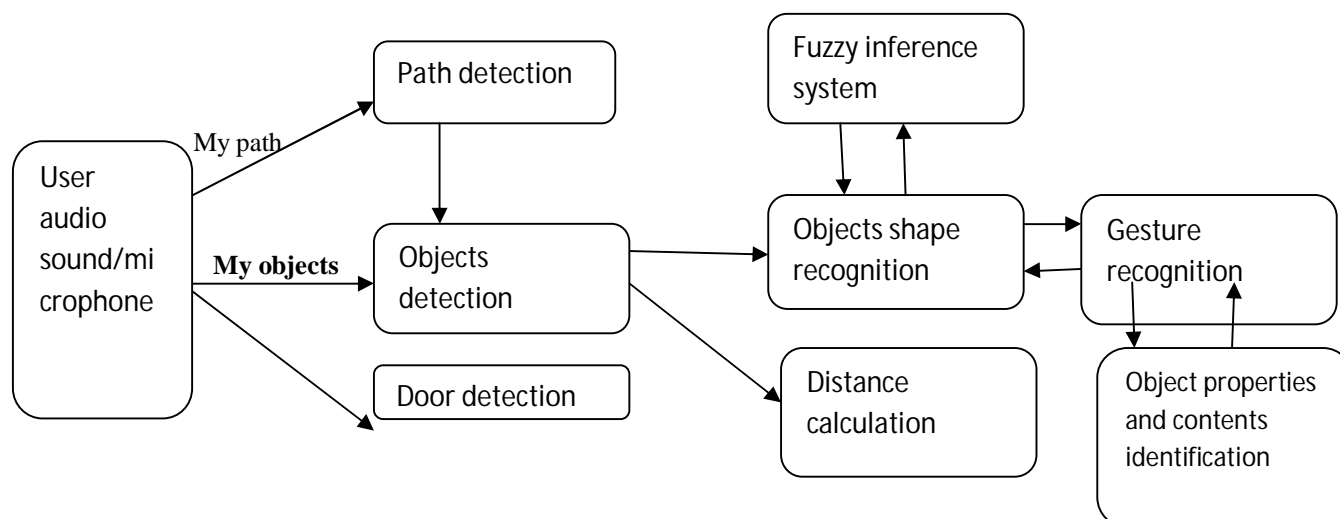 Path detection
Fuzzy inference
system
My path
User
audio
sound/mi
crophone
My objects
Objects
detection
Objects shape
recognition
Gesture
recognition
Door detection
Distance
calculation
Object properties
and contents
identification